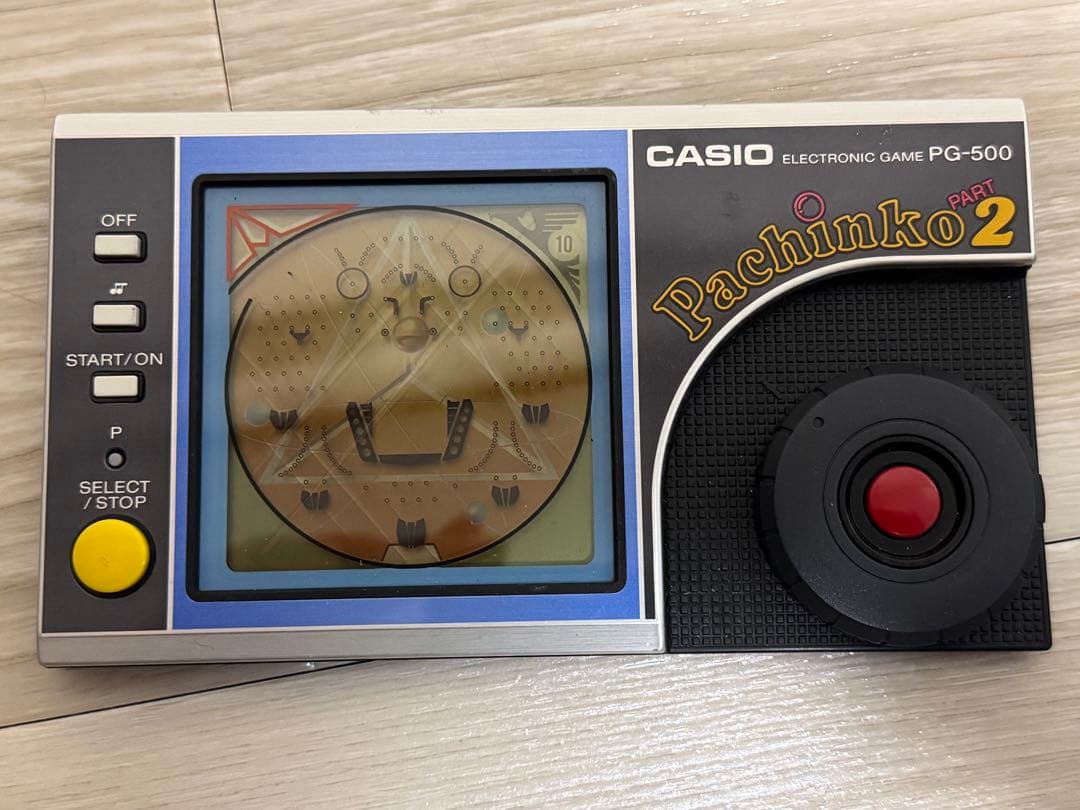 CASIO ELECTRONIC GAME PG-500
Pachinko PART 2
OFF
START/ON
P
SELECT
/STOP
10